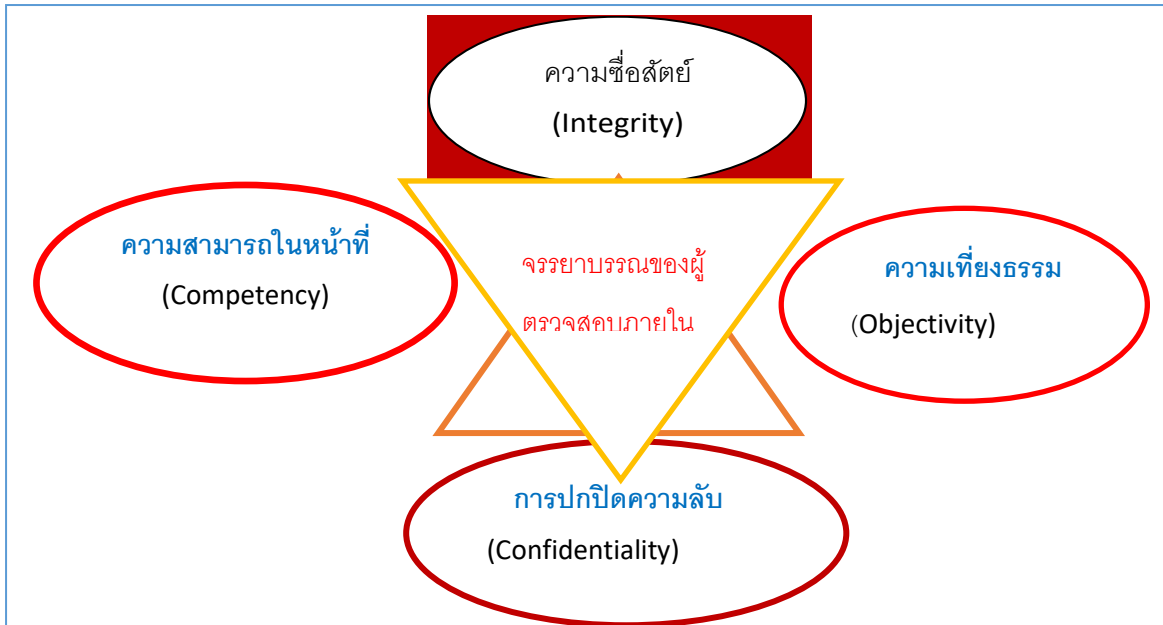 ความซื่อสัตย์
(Integrity)
ความสามารถในหน้าที่
(Competency)
จรรยาบรรณของผู้
ตรวจสอบภายใน
ความเที่ยงธรรม
(Objectivity)
การปกปิดความลับ
(Confidentiality)